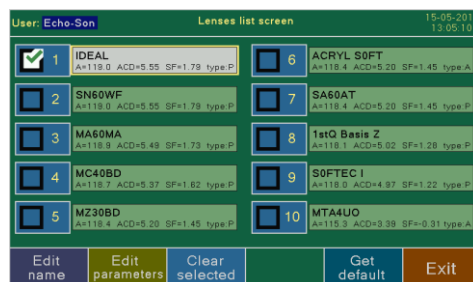 User: Echo-Son
Lenses list screen
15-05-201
13:05:10
1
IDEAL
A=119.0 ACD=5.55 SF=1.79 type:P
2
SN60WF
A=119.0 ACD=5.55 SF=1.79 type:P
3
MA60MA
A=118.9 ACD=5.49 SF=1.73 type:P
4
MC40BD
A=118.7 ACD=5.37 SF=1.62 type:P
5
MZ30BD
A=118.4 ACD=5.20 SF=1.45 type:P
6
ACRYL S0FT
A=118.4 ACD=5.20 SF=1.45 type:A
7
SA60AT
A=118.4 ACD=5.20 SF=1.45 type:P
8
1stQ Basis Z
A=118.1 ACD=5.02 SF=1.28 type:P
9
S0FTEC I
A=118.0 ACD=4.97 SF=1.22 type:P
10
MTA4UO
A=115.3 ACD=3.39 SF=-0.31 type:A
Edit name
Edit parameters
Clear selected
Get default
Exit